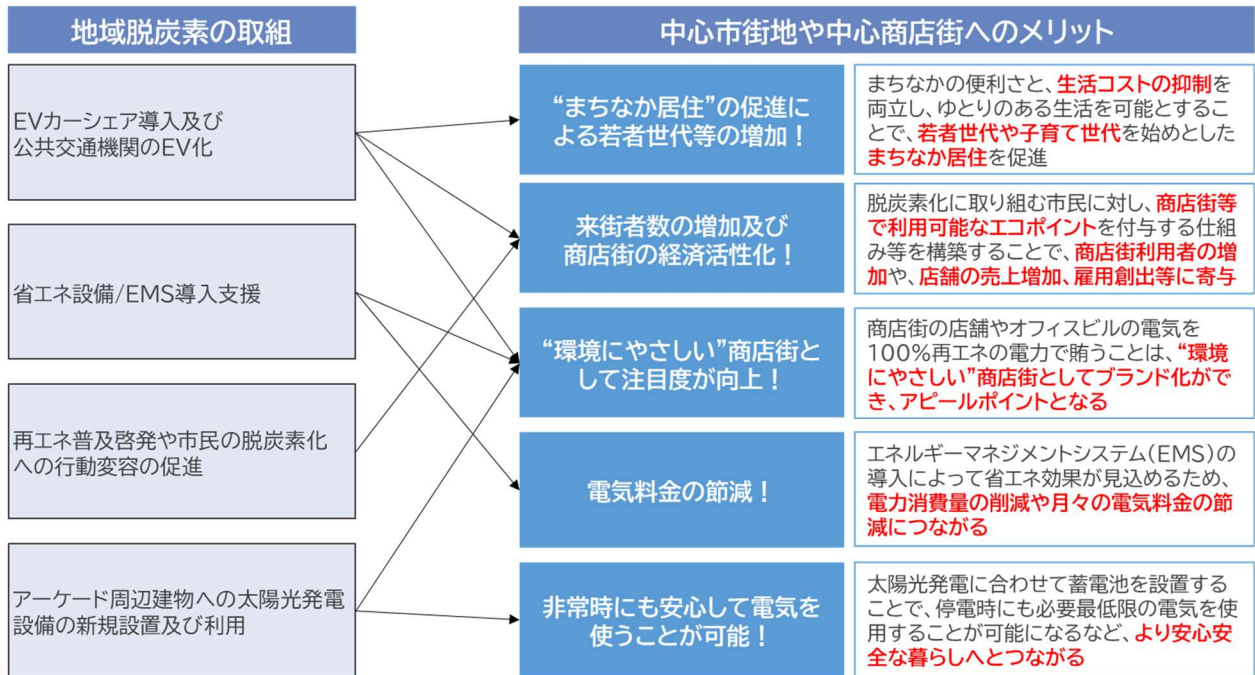 地域脱炭素の取組
中心市街地や中心商店街へのメリット
EVカーシェア導入及び
公共交通機関のEV化
省エネ設備/EMS導入支援
再エネ普及啓発や市民の脱炭素化
への行動変容の促進
アーケード周辺建物への太陽光発電
設備の新規設置及び利用
“まちなか居住”の促進に
よる若者世代等の増加！
まちなかの便利さと、生活コストの抑制を
両立し、ゆとりのある生活を可能とするこ
とで、若者世代や子育て世代を始めとした
まちなか居住を促進
来街者数の増加及び
商店街の経済活性化！
脱炭素化に取り組む市民に対し、商店街等
で利用可能なエコポイントを付与する仕組
み等を構築することで、商店街利用者の増
加や、店舗の売上増加、雇用創出等に寄与
“環境にやさしい”商店街と
して注目度が向上！
商店街の店舗やオフィスビルの電気を
100%再エネの電力で賄うことは、“環境
にやさしい”商店街としてブランド化がで
き、アピールポイントとなる
電気料金の節減！
エネルギーマネジメントシステム(EMS)の
導入によって省エネ効果が見込めるため、
電力消費量の削減や月々の電気料金の節
減につながる
非常時にも安心して電気を
使うことが可能！
太陽光発電に合わせて蓄電池を設置する
ことで、停電時にも必要最低限の電気を使
用することが可能になるなど、より安心安
全な暮らしへとつながる